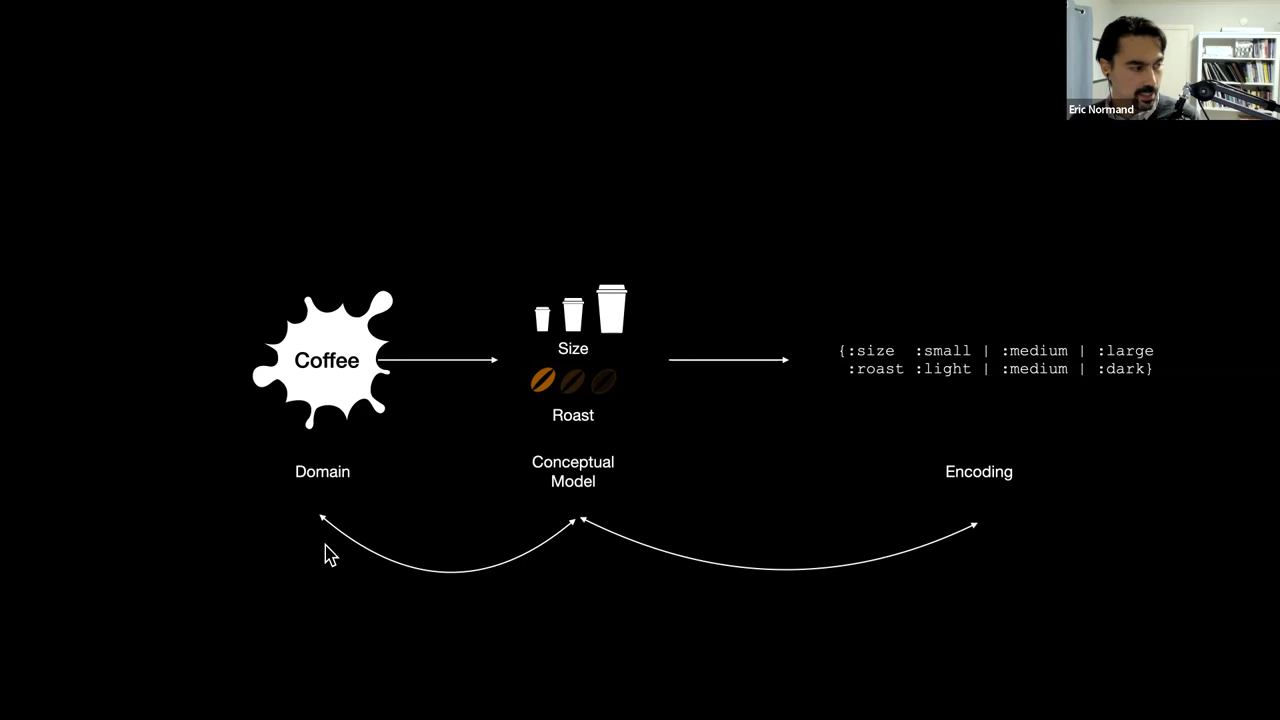 Eric Normand
Coffee
Size
Roast
{:size  :small | :medium | :large
 :roast :light | :medium | :dark}
Domain
Conceptual
Model
Encoding